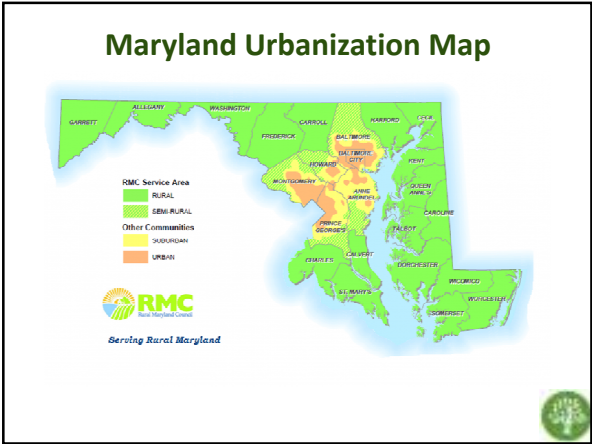 Maryland Urbanization Map
GARRETT
ALLEGANY
WASHINGTON
FREDERICK
CARROLL
BALTIMORE
HARFORD
CECIL
BALTIMORE
CITY
HOWARD
MONTGOMERY
ANNE
ARUNDEL
PRINCE
GEORGE'S
KENT
QUEEN
ANNE'S
CAROLINE
TALBOT
CALVERT
CHARLES
ST. MARY'S
DORCHESTER
WICOMICO
WORCHESTER
SOMERSET
RMC Service Area
RURAL
SEMI-RURAL
Other Communities
SUBURBAN
URBAN
RMC
Rural Maryland Council
Serving Rural Maryland